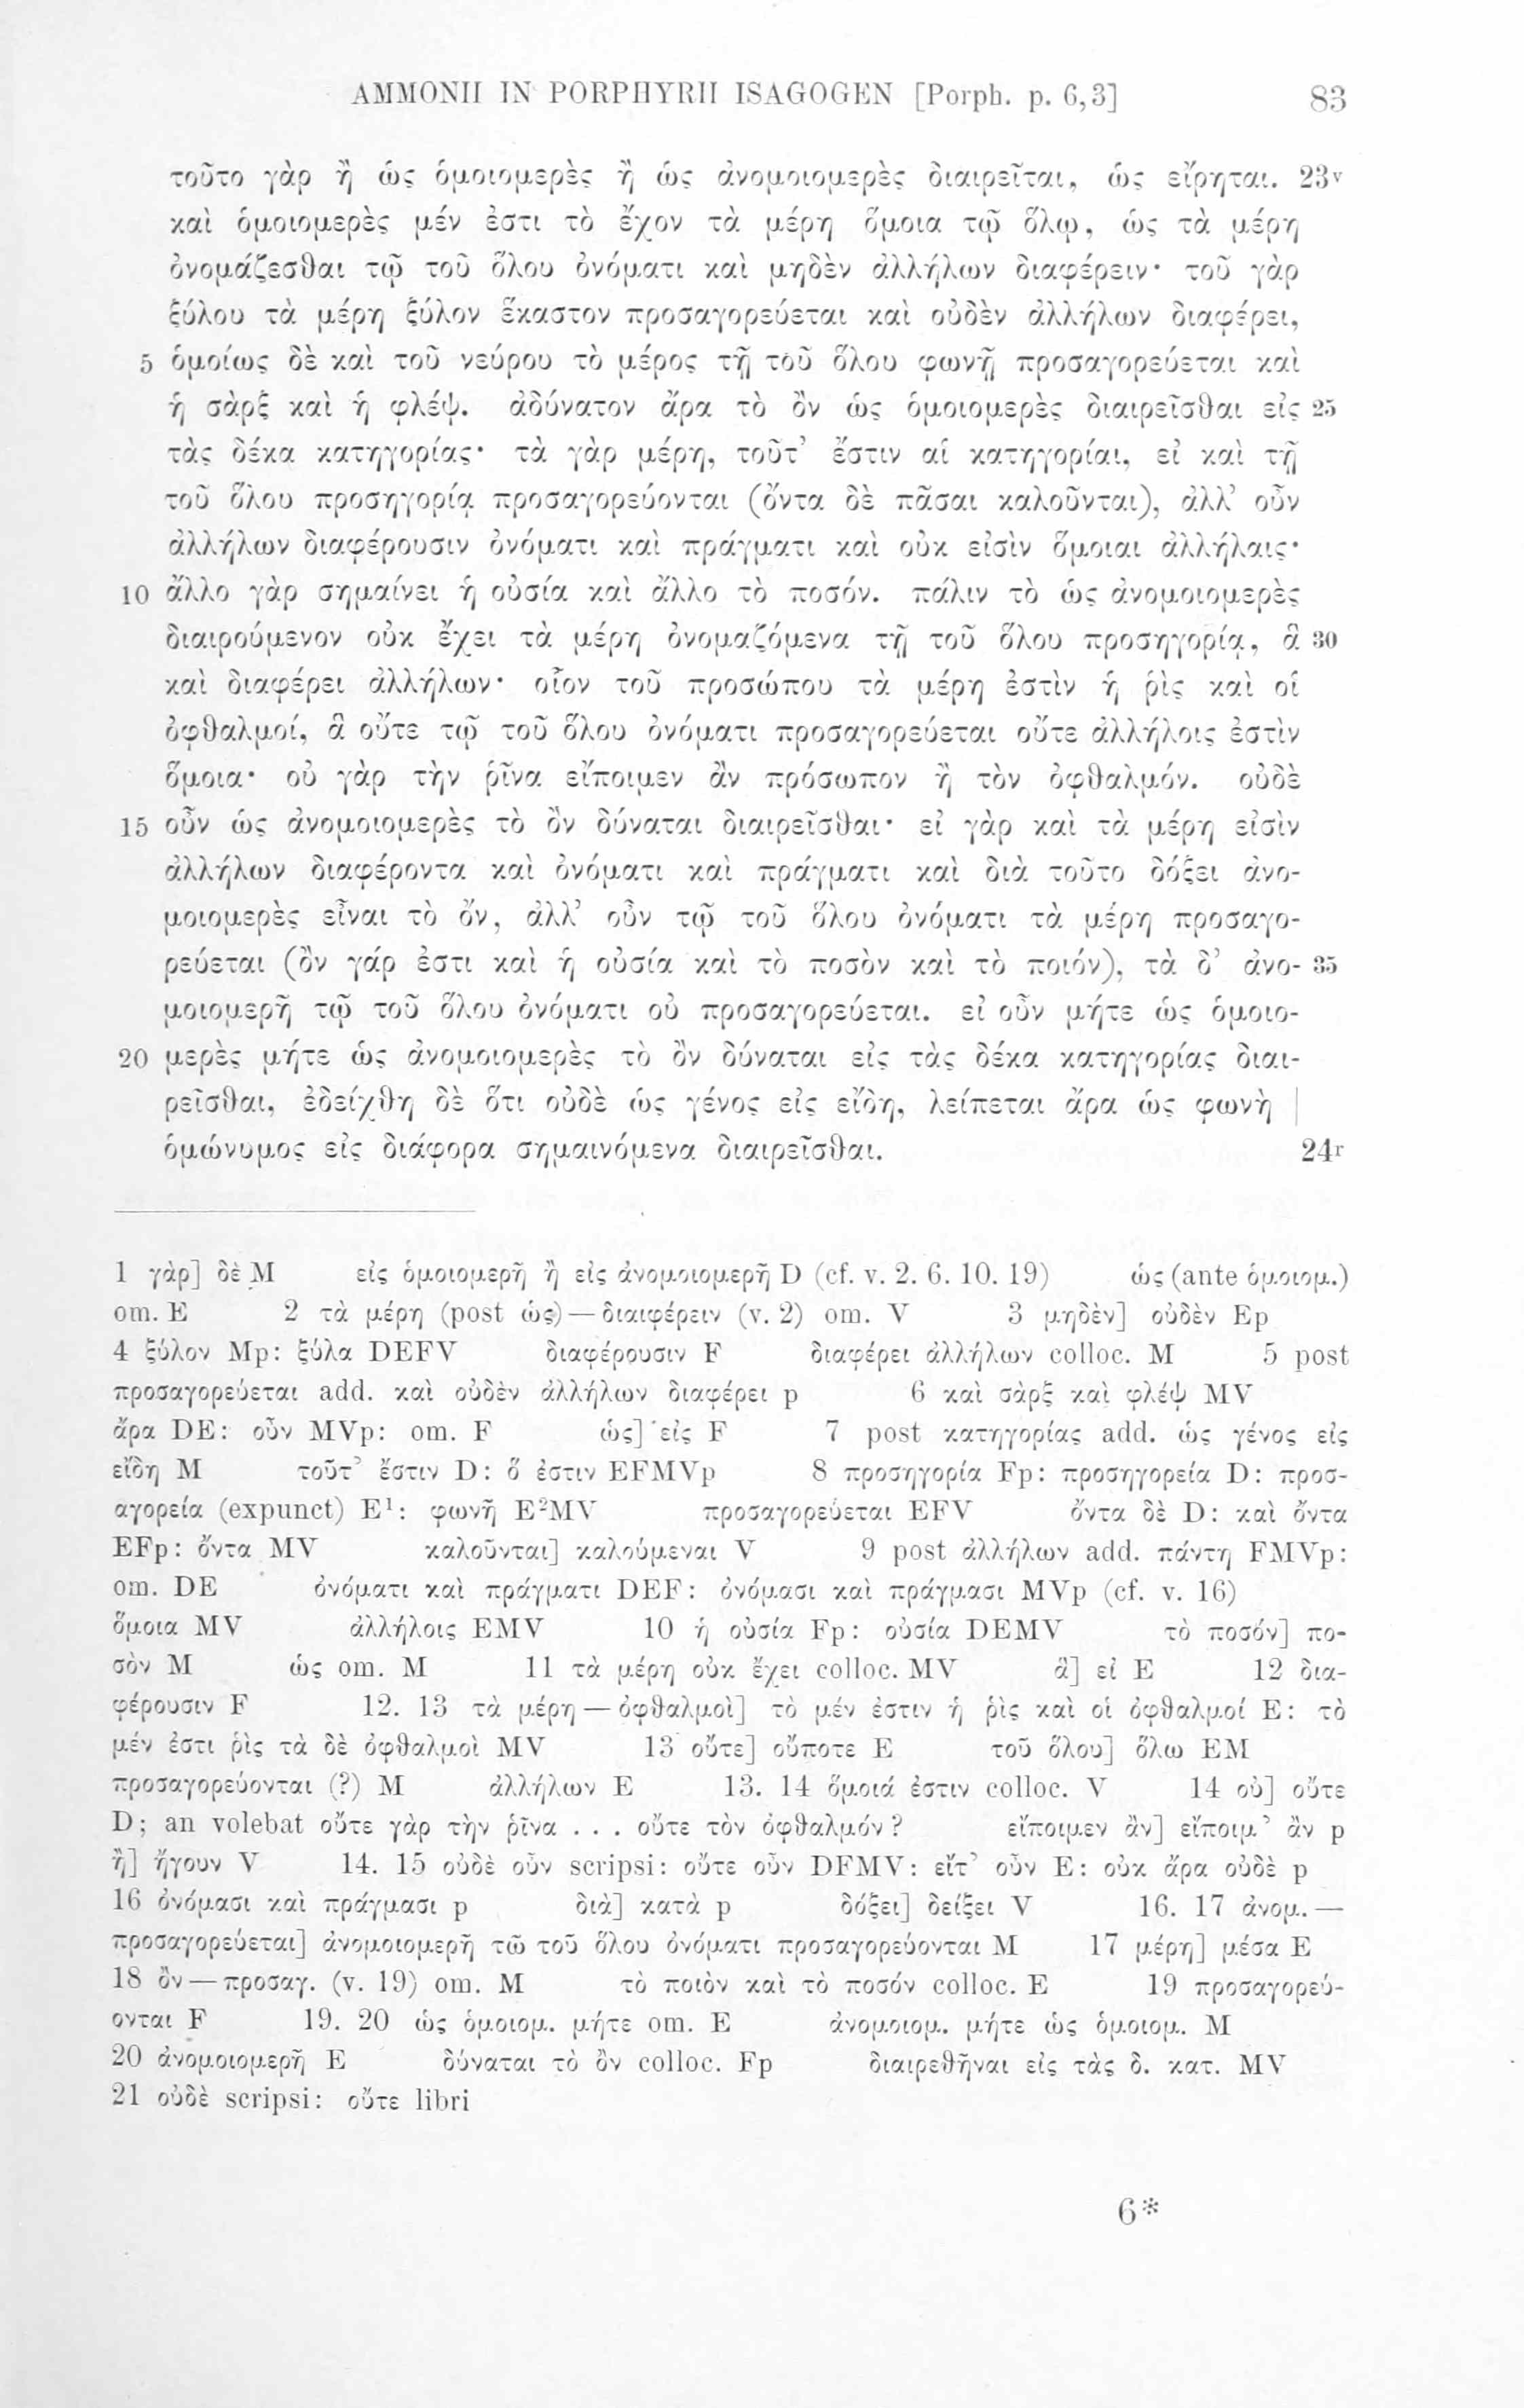 AMMONII IN PORPHYRII ISAGOGEN [Porph. p. 6,3] 83
τοῦτο γὰρ ἢ ὡς ὁμοιομερὲς ἢ ὡς ἀνομοιομερὲς διαιρεῖται, ὡς εἴρηται. 23v
καὶ ὁμοιομερὲς μέν ἐστι τὸ ἔχον τὰ μέρη ὅμοια τῷ ὅλῳ, ὡς τὰ μέρη
ὀνομάζεσθαι τῷ τοῦ ὅλου ὀνόματι καὶ μηδὲν ἀλλήλων διαφέρειν· τοῦ γὰρ
ξύλου τὰ μέρη ξύλον ἕκαστον προσαγορεύεται καὶ οὐδὲν ἀλλήλων διαφέρει,
5 ὁμοίως δὲ καὶ τοῦ νεύρου τὸ μέρος τῇ τοῦ ὅλου φωνῇ προσαγορεύεται καὶ
ἡ σὰρξ καὶ ἡ φλέψ. ἀδύνατον ἄρα τὸ ὂν ὡς ὁμοιομερὲς διαιρεῖσθαι εἰς 25
τὰς δέκα κατηγορίας· τὰ γὰρ μέρη, τοῦτ᾽ ἔστιν αἱ κατηγορίαι, εἰ καὶ τῇ
τοῦ ὅλου προσηγορίᾳ προσαγορεύονται (ὄντα δὲ πᾶσαι καλοῦνται), ἀλλ᾽ οὖν
ἀλλήλων διαφέρουσιν ὀνόματι καὶ πράγματι καὶ οὐκ εἰσὶν ὅμοιαι ἀλλήλαις·
10 ἄλλο γὰρ σημαίνει ἡ οὐσία καὶ ἄλλο τὸ ποσόν. πάλιν τὸ ὡς ἀνομοιομερὲς
διαιρούμενον οὐκ ἔχει τὰ μέρη ὀνομαζόμενα τῇ τοῦ ὅλου προσηγορίᾳ, ἃ 30
καὶ διαφέρει ἀλλήλων· οἷον τοῦ προσώπου τὰ μέρη ἐστὶν ἡ ῥὶς καὶ οἱ
ὀφθαλμοί, ἃ οὔτε τῷ τοῦ ὅλου ὀνόματι προσαγορεύεται οὔτε ἀλλήλοις ἐστὶν
ὅμοια· οὐ γὰρ τὴν ῥῖνα εἴποιμεν ἂν πρόσωπον ἢ τὸν ὀφθαλμόν. οὐδὲ
15 οὖν ὡς ἀνομοιομερὲς τὸ ὂν δύναται διαιρεῖσθαι· εἰ γὰρ καὶ τὰ μέρη εἰσὶν
ἀλλήλων διαφέροντα καὶ ὀνόματι καὶ πράγματι καὶ διὰ τοῦτο δόξει ἀνο-
μοιομερὲς εἶναι τὸ ὄν, ἀλλ᾽ οὖν τῷ τοῦ ὅλου ὀνόματι τὰ μέρη προσαγο-
ρεύεται (ὂν γάρ ἐστι καὶ ἡ οὐσία καὶ τὸ ποσὸν καὶ τὸ ποιόν), τὰ δ᾽ ἀνο- 35
μοιομερῆ τῷ τοῦ ὅλου ὀνόματι οὐ προσαγορεύεται. εἰ οὖν μήτε ὡς ὁμοιο-
20 μερὲς μήτε ὡς ἀνομοιομερὲς τὸ ὂν δύναται εἰς τὰς δέκα κατηγορίας διαι-
ρεῖσθαι, ἐδείχθη δὲ ὅτι οὐδὲ ὡς γένος εἰς εἴδη, λείπεται ἄρα ὡς φωνὴ |
ὁμώνυμος εἰς διάφορα σημαινόμενα διαιρεῖσθαι. 24r
1 γὰρ] δὲ M εἰς ὁμοιομερῆ ἢ εἰς ἀνομοιομερῆ D (cf. v. 2. 6. 10. 19) ὡς (ante ὁμοιομ.)
om. E 2 τὰ μέρη (post ὡς) — διαιφέρειν (v. 2) om. V 3 μηδὲν] οὐδὲν Ep
4 ξύλον Mp: ξύλα DEFV διαφέρουσιν F διαφέρει ἀλλήλων colloc. M 5 post
προσαγορεύεται add. καὶ οὐδὲν ἀλλήλων διαφέρει p 6 καὶ σὰρξ καὶ φλέψ MV
ἄρα DE: οὖν MVp: om. F ὡς] εἰς F 7 post κατηγορίας add. ὡς γένος εἰς
εἴδη M τοῦτ᾽ ἔστιν D: ὅ ἐστιν EFMVp 8 προσηγορία Fp: προσηγορεία D: προσ-
αγορεία (expunct) E¹: φωνῆ E²MV προσαγορεύεται EFV ὄντα δὲ D: καὶ ὄντα
EFp: ὄντα MV καλοῦνται] καλούμεναι V 9 post ἀλλήλων add. πάντη FMVp:
om. DE ὀνόματι καὶ πράγματι DEF: ὀνόμασι καὶ πράγμασι MVp (cf. v. 16)
ὅμοια MV ἀλλήλοις EMV 10 ἡ οὐσία Fp: οὐσία DEMV τὸ ποσόν] πο-
σὸν M ὡς om. M 11 τὰ μέρη οὐκ ἔχει colloc. MV ἃ] εἰ E 12 δια-
φέρουσιν F 12. 13 τὰ μέρη — ὀφθαλμοὶ] τὸ μέν ἐστιν ἡ ῥὶς καὶ οἱ ὀφθαλμοί E: τὸ
μέν ἐστι ῥὶς τὰ δὲ ὀφθαλμοὶ MV 13 οὔτε] οὔποτε E τοῦ ὅλου] ὅλω EM
προσαγορεύονται (?) M ἀλλήλων E 13. 14 ὅμοιά ἐστιν colloc. V 14 οὐ] οὔτε
D; an volebat οὔτε γὰρ τὴν ῥῖνα . . . οὔτε τὸν ὀφθαλμόν? εἴποιμεν ἂν] εἴποιμ᾽ ἂν p
ἢ] ἤγουν V 14. 15 οὐδὲ οὖν scripsi: οὔτε οὖν DFMV: εἴτ᾽ οὖν E: οὐκ ἄρα οὐδὲ p
16 ὀνόμασι καὶ πράγμασι p διὰ] κατὰ p δόξει] δείξει V 16. 17 ἀνομ. —
προσαγορεύεται] ἀνομοιομερῆ τῶ τοῦ ὅλου ὀνόματι προσαγορεύονται M 17 μέρη] μέσα E
18 ὂν — προσαγ. (v. 19) om. M τὸ ποιὸν καὶ τὸ ποσόν colloc. E 19 προσαγορεύ-
ονται F 19. 20 ὡς ὁμοιομ. μήτε om. E ἀνομοιομ. μήτε ὡς ὁμοιομ. M
20 ἀνομοιομερῆ E δύναται τὸ ὂν colloc. Fp διαιρεθῆναι εἰς τὰς δ. κατ. MV
21 οὐδὲ scripsi: οὔτε libri
6*